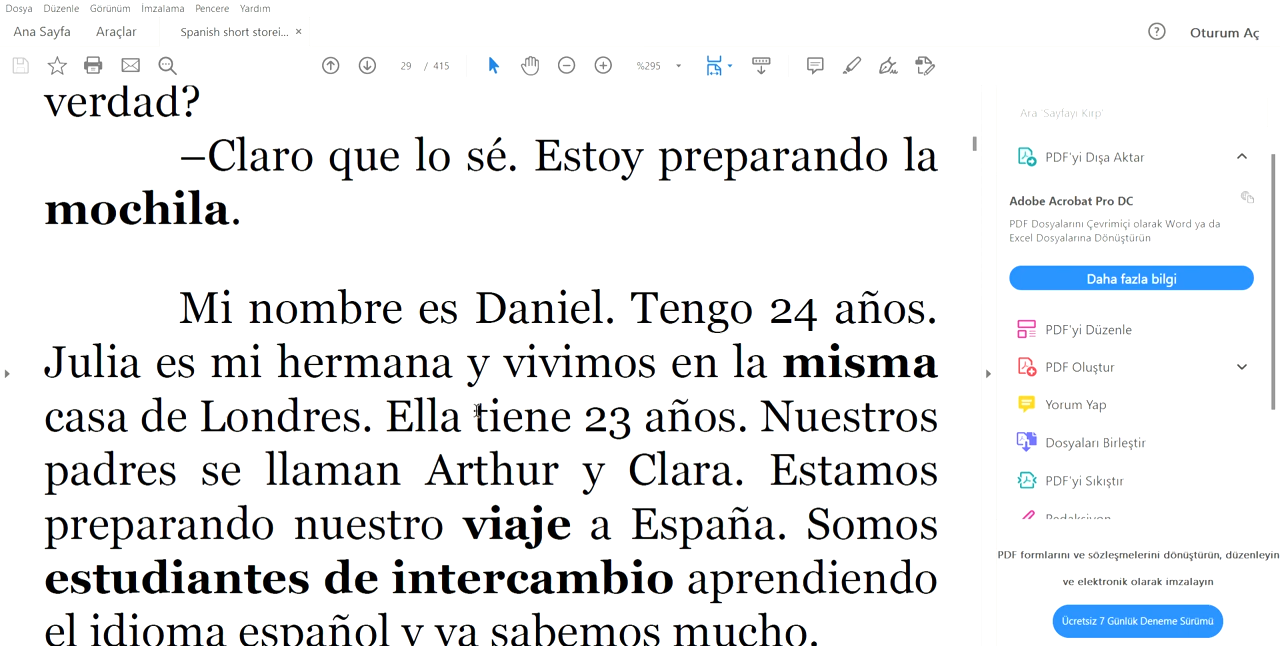 Dosya Düzenle Görünüm İmzalama Pencere Yardım
Ana Sayfa Araçlar Spanish short storei... ×
? Oturum Aç
29 / 415 %295
verdad?
–Claro que lo sé. Estoy preparando la
mochila.
Mi nombre es Daniel. Tengo 24 años.
Julia es mi hermana y vivimos en la misma
casa de Londres. Ella tiene 23 años. Nuestros
padres se llaman Arthur y Clara. Estamos
preparando nuestro viaje a España. Somos
estudiantes de intercambio aprendiendo
el idioma español y ya sabemos mucho.
Ara 'Sayfayı Kırp'
PDF'yi Dışa Aktar
Adobe Acrobat Pro DC
PDF Dosyalarını Çevrimiçi olarak Word ya da
Excel Dosyalarına Dönüştürün
Daha fazla bilgi
PDF'yi Düzenle
PDF Oluştur
Yorum Yap
Dosyaları Birleştir
PDF'yi Sıkıştır
Redaksiyon
PDF formlarını ve sözleşmelerini dönüştürün, düzenleyin
ve elektronik olarak imzalayın
Ücretsiz 7 Günlük Deneme Sürümü